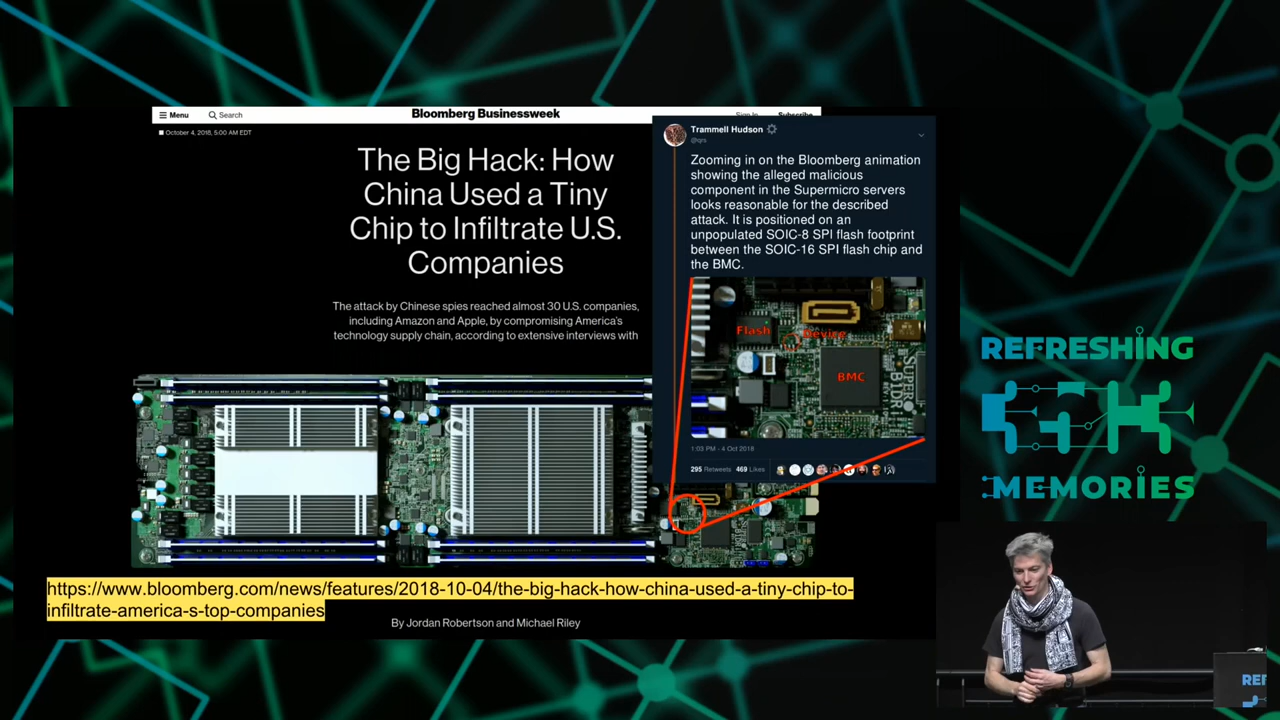 Menu
Search
Bloomberg Businessweek
Sign In
Subscribe
October 4, 2018, 5:00 AM EDT
The Big Hack: How
China Used a Tiny
Chip to Infiltrate U.S.
Companies
The attack by Chinese spies reached almost 30 U.S. companies,
including Amazon and Apple, by compromising America's
technology supply chain, according to extensive interviews with
Trammell Hudson
@qrs
Zooming in on the Bloomberg animation
showing the alleged malicious
component in the Supermicro servers
looks reasonable for the described
attack. It is positioned on an
unpopulated SOIC-8 SPI flash footprint
between the SOIC-16 SPI flash chip and
the BMC.
Flash
Device
BMC
1:03 PM - 4 Oct 2018
295 Retweets 469 Likes
https://www.bloomberg.com/news/features/2018-10-04/the-big-hack-how-china-used-a-tiny-chip-to-
infiltrate-america-s-top-companies
By Jordan Robertson and Michael Riley
REFRESHING
35C3
MEMORIES
REF